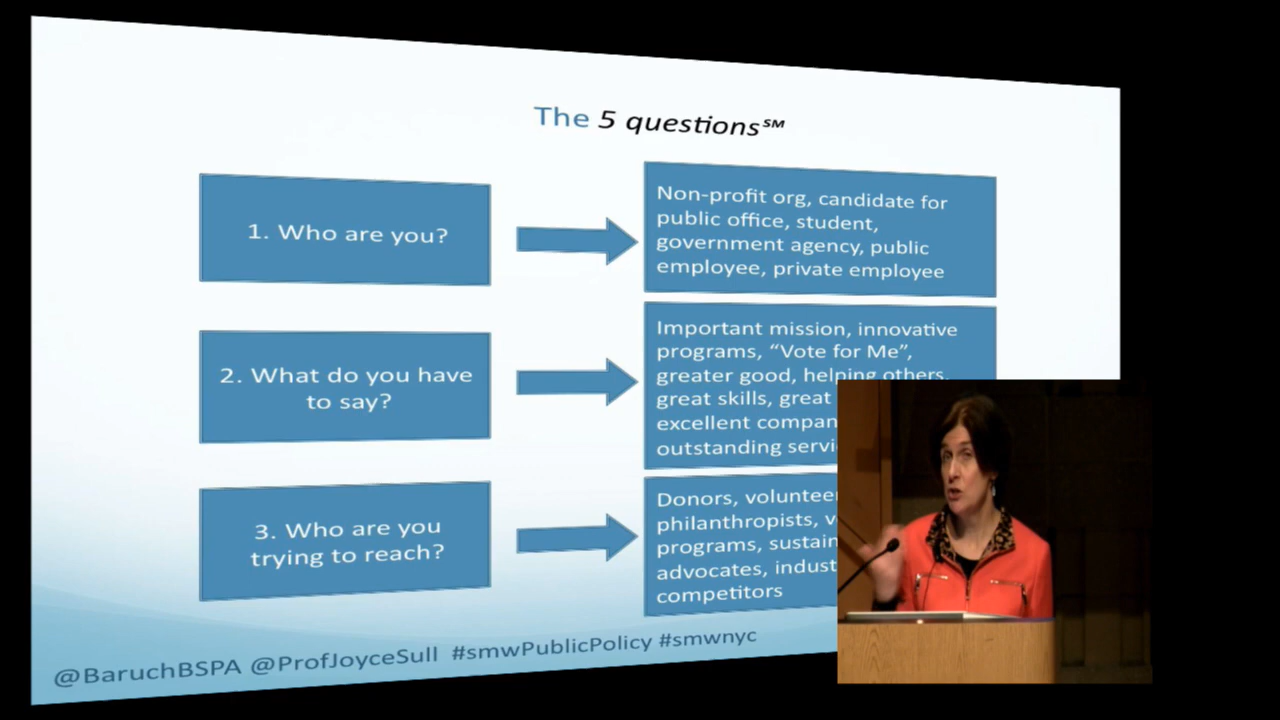 The 5 questions℠
1. Who are you?
Non-profit org, candidate for
public office, student,
government agency, public
employee, private employee
2. What do you have
to say?
Important mission, innovative
programs, “Vote for Me”,
greater good, helping others,
great skills, great
excellent
outstanding
3. Who are you
trying to reach?
Donors,
philanthropists,
programs,
advocates,
competitors
@BaruchBSPA @ProfJoyceSull #smwPublicPolicy #smwnyc